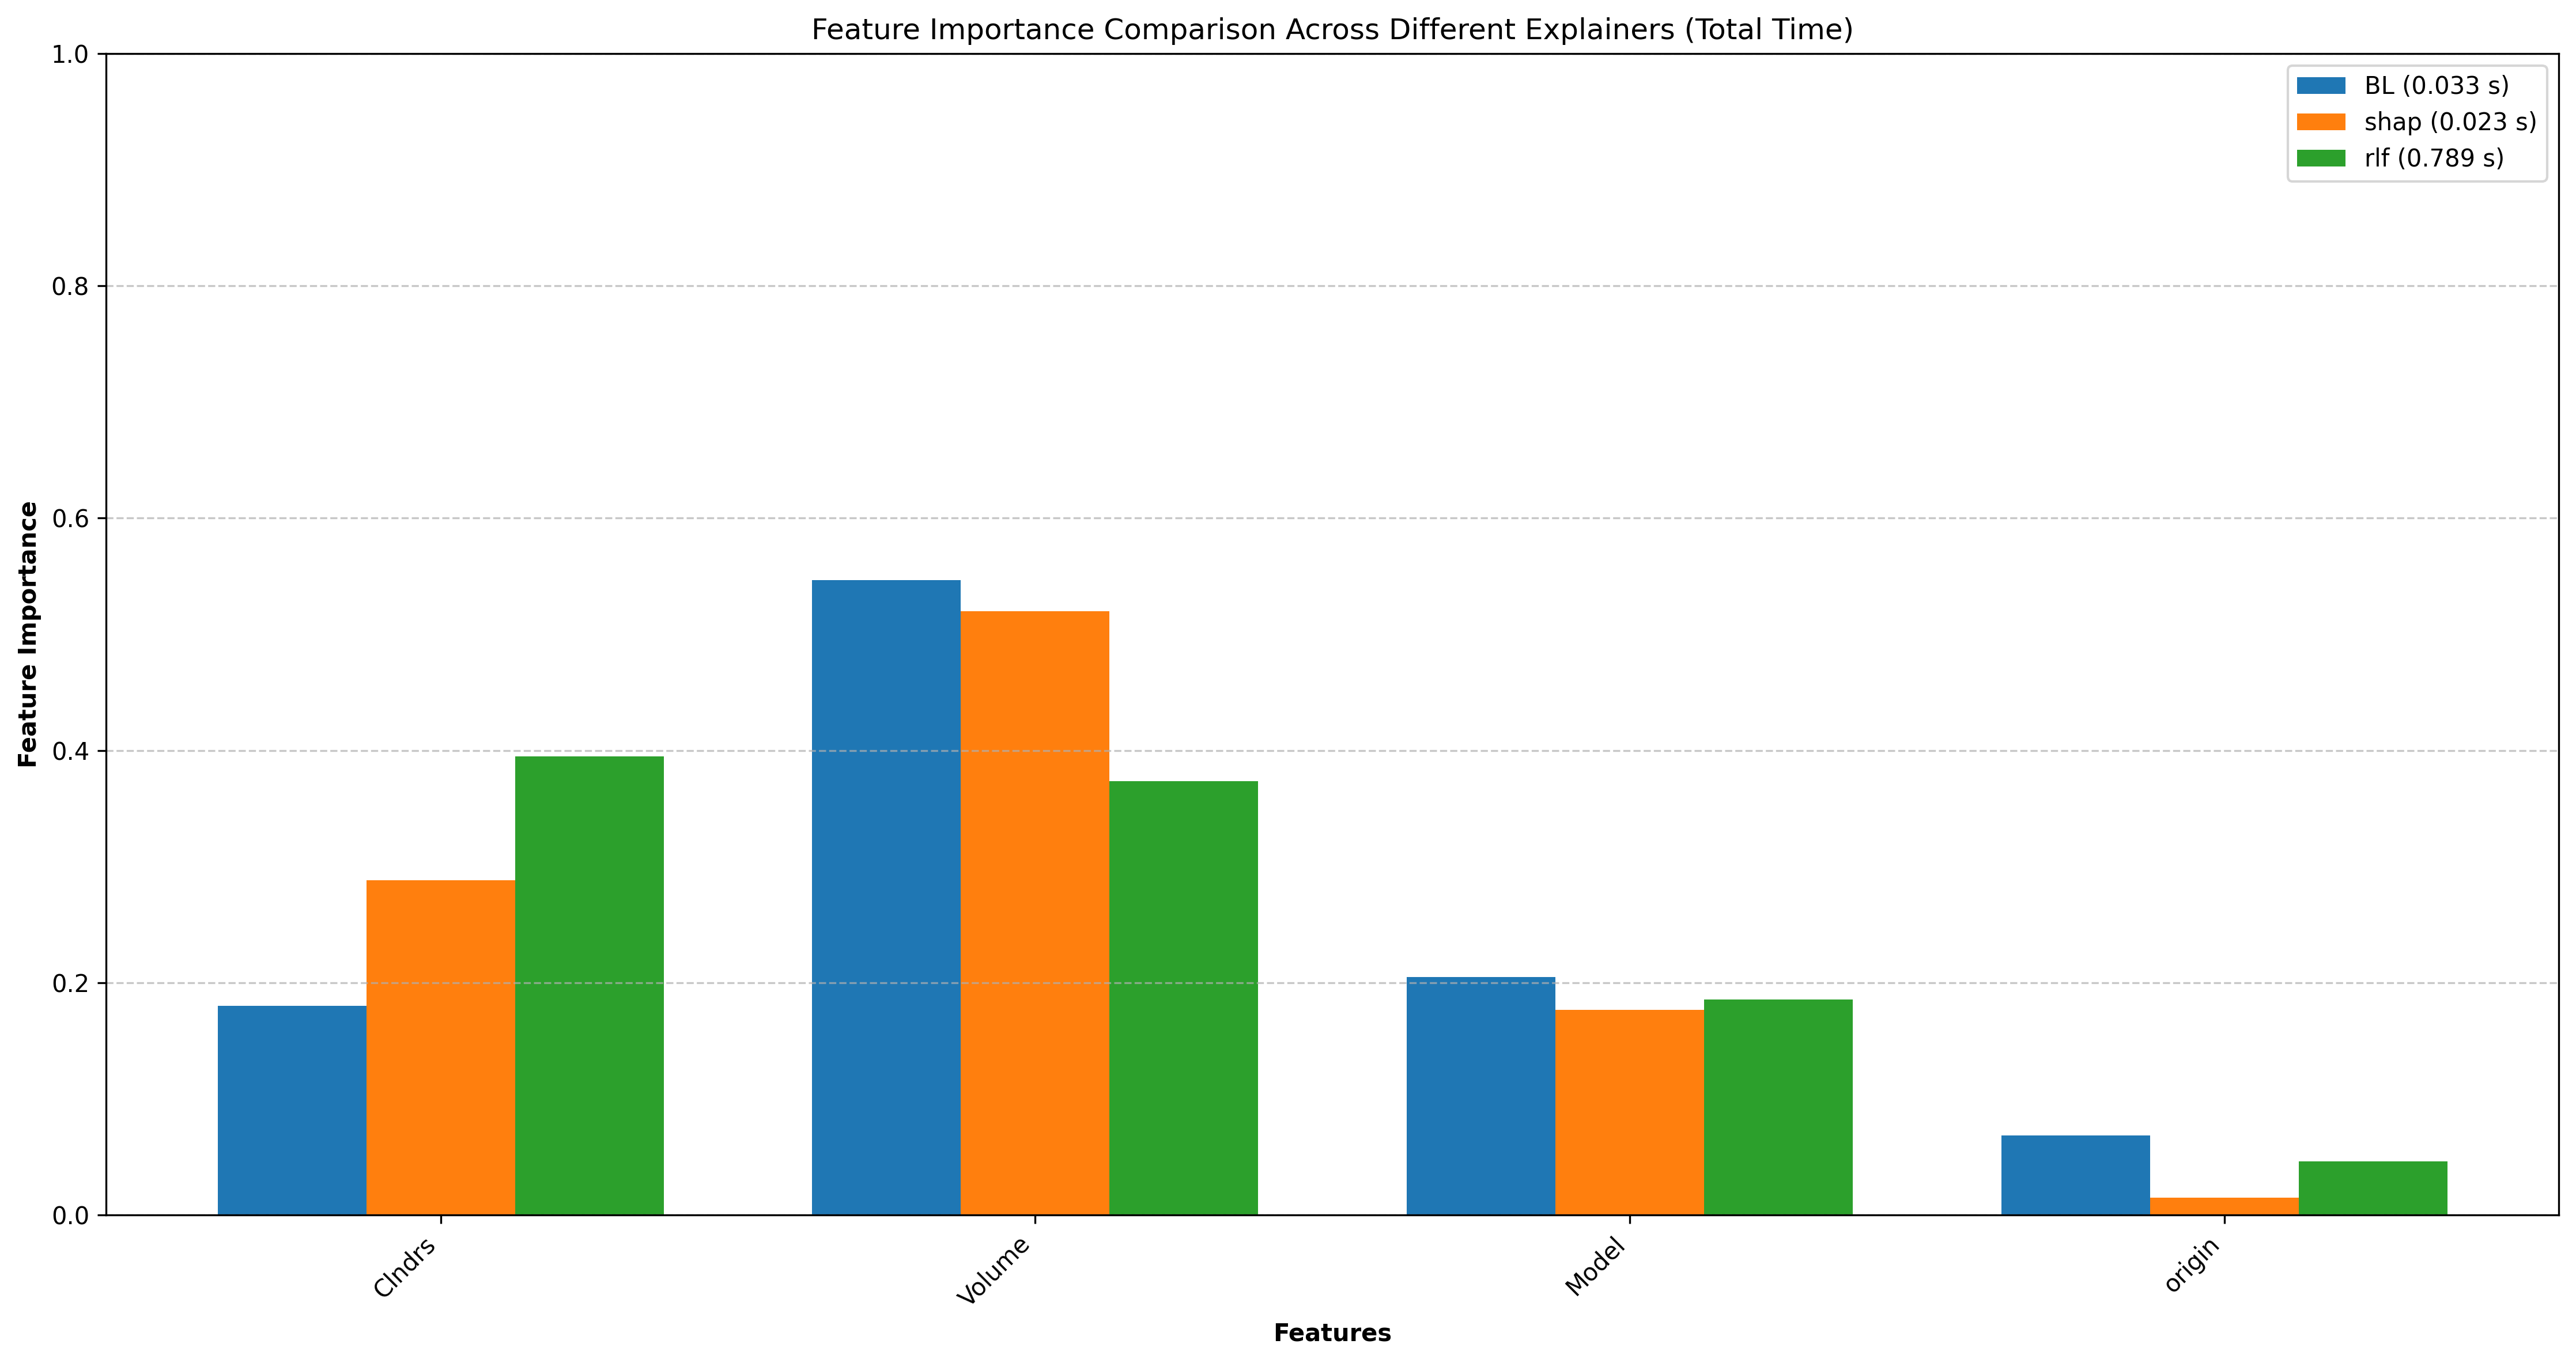 Feature Importance Comparison Across Different Explainers (Total Time)
BL (0.033 s)
shap (0.023 s)
rlf (0.789 s)
Feature Importance
1.0
0.8
0.6
0.4
0.2
0.0
Clndrs
Volume
Model
origin
Features